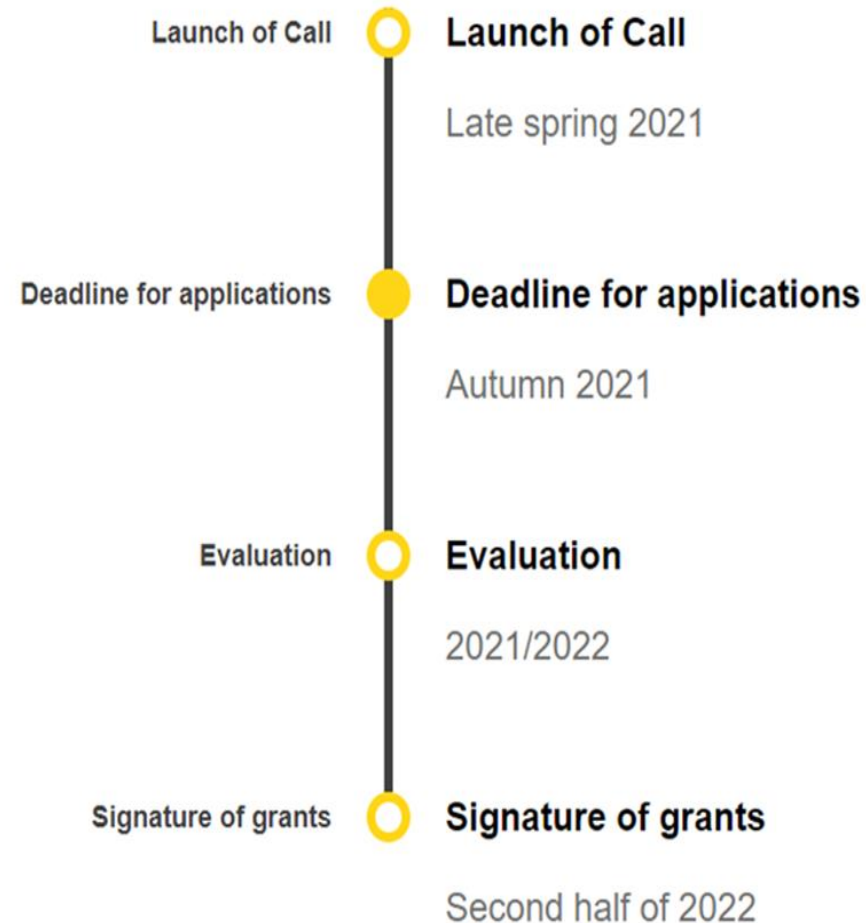 Launch of Call
Launch of Call
Late spring 2021
Deadline for applications
Deadline for applications
Autumn 2021
Evaluation
Evaluation
2021/2022
Signature of grants
Signature of grants
Second half of 2022